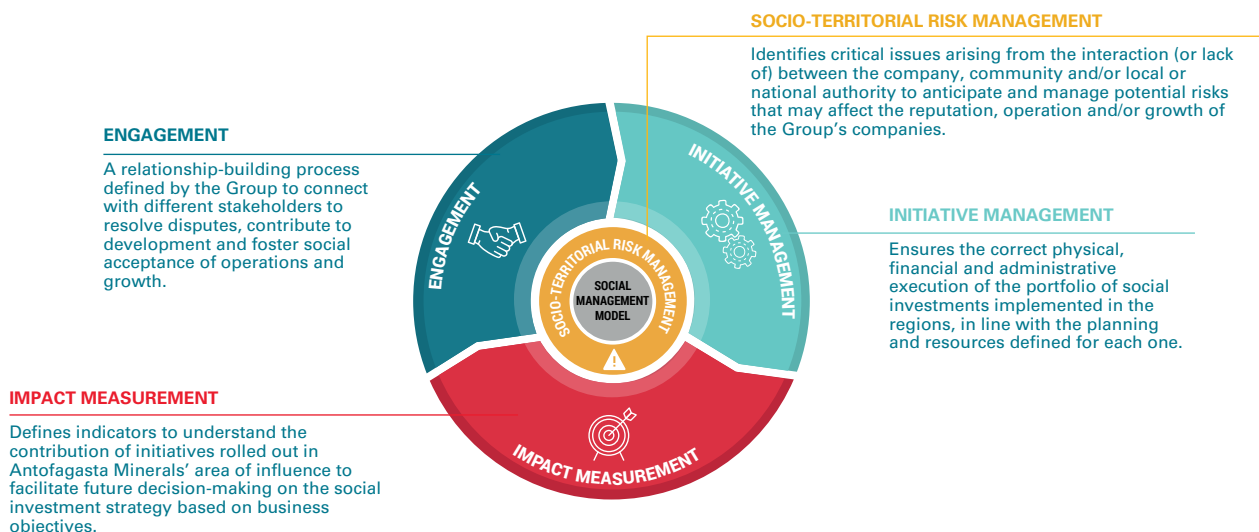 SOCIO-TERRITORIAL RISK MANAGEMENT
Identifies critical issues arising from the interaction (or lack
of) between the company, community and/or local or
national authority to anticipate and manage potential risks
that may affect the reputation, operation and/or growth of
the Group's companies.
ENGAGEMENT
A relationship-building process
defined by the Group to connect
with different stakeholders to
resolve disputes, contribute to
development and foster social
acceptance of operations and
growth.
INITIATIVE MANAGEMENT
Ensures the correct physical,
financial and administrative
execution of the portfolio of social
investments implemented in the
regions, in line with the planning
and resources defined for each one.
IMPACT MEASUREMENT
Defines indicators to understand the
contribution of initiatives rolled out in
Antofagasta Minerals' area of influence to
facilitate future decision-making on the social
investment strategy based on business
objectives.
ENGAGEMENT
INITIATIVE MANAGEMENT
IMPACT MEASUREMENT
SOCIO-TERRITORIAL RISK MANAGEMENT
SOCIAL
MANAGEMENT
MODEL